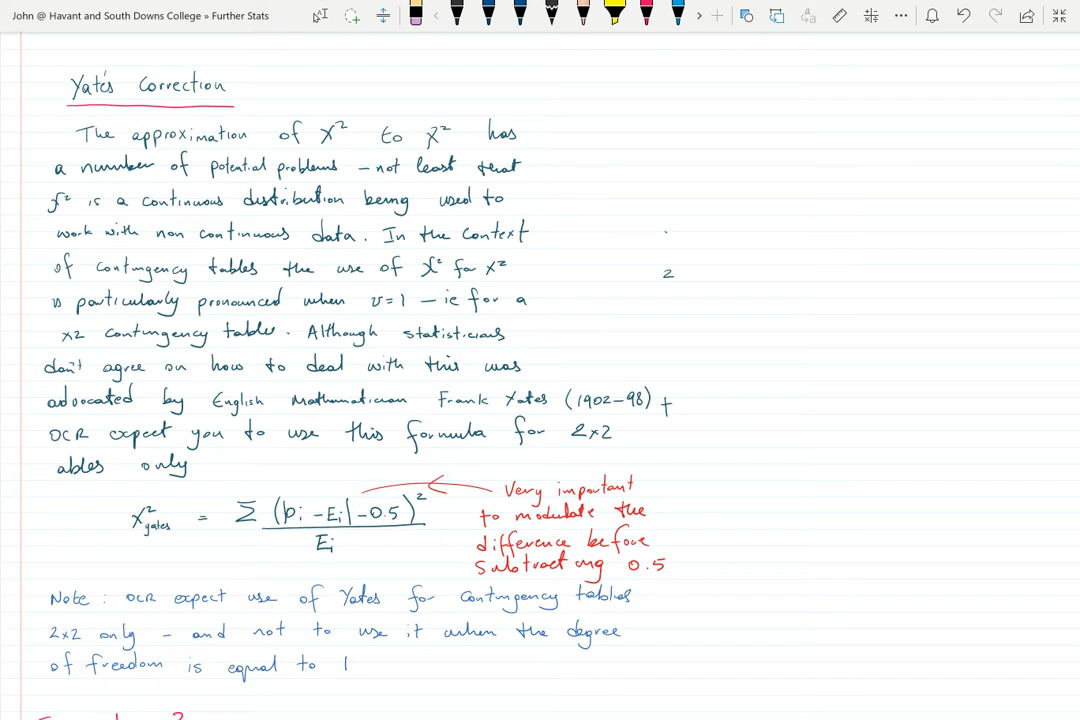 John @ Havant and South Downs College » Further Stats
Yate's Correction
The approximation of X² to χ² has
a number of potential problems – not least that
χ² is a continuous distribution being used to
work with non continuous data. In the context
of contingency tables the use of χ² for X²
2
is particularly pronounced when ν=1 – ie for a
x2 contingency table. Although statisticians
don't agree on how to deal with this was
advocated by English Mathematician Frank Yates (1902–98) +
OCR expect you to use this formula for 2×2
ables only
X²yates = Σ (|Oi – Ei| – 0.5)² / Ei
Very important
to modulate the
difference before
subtracting 0.5
Note: OCR expect use of Yates for contingency tables
2x2 only – and not to use it when the degree
of freedom is equal to 1